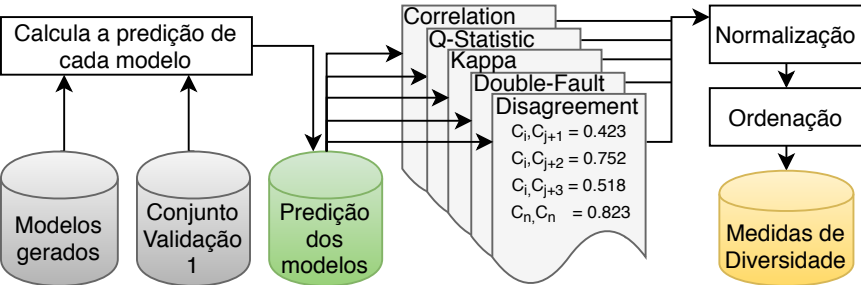 Calcula a predição de
cada modelo
Modelos
gerados
Conjunto
Validação
1
Predição
dos
modelos
Correlation
Q-Statistic
Kappa
Double-Fault
Disagreement
Ci,Cj+1 = 0.423
Ci,Cj+2 = 0.752
Ci,Cj+3 = 0.518
Cn,Cn = 0.823
Normalização
Ordenação
Medidas de
Diversidade